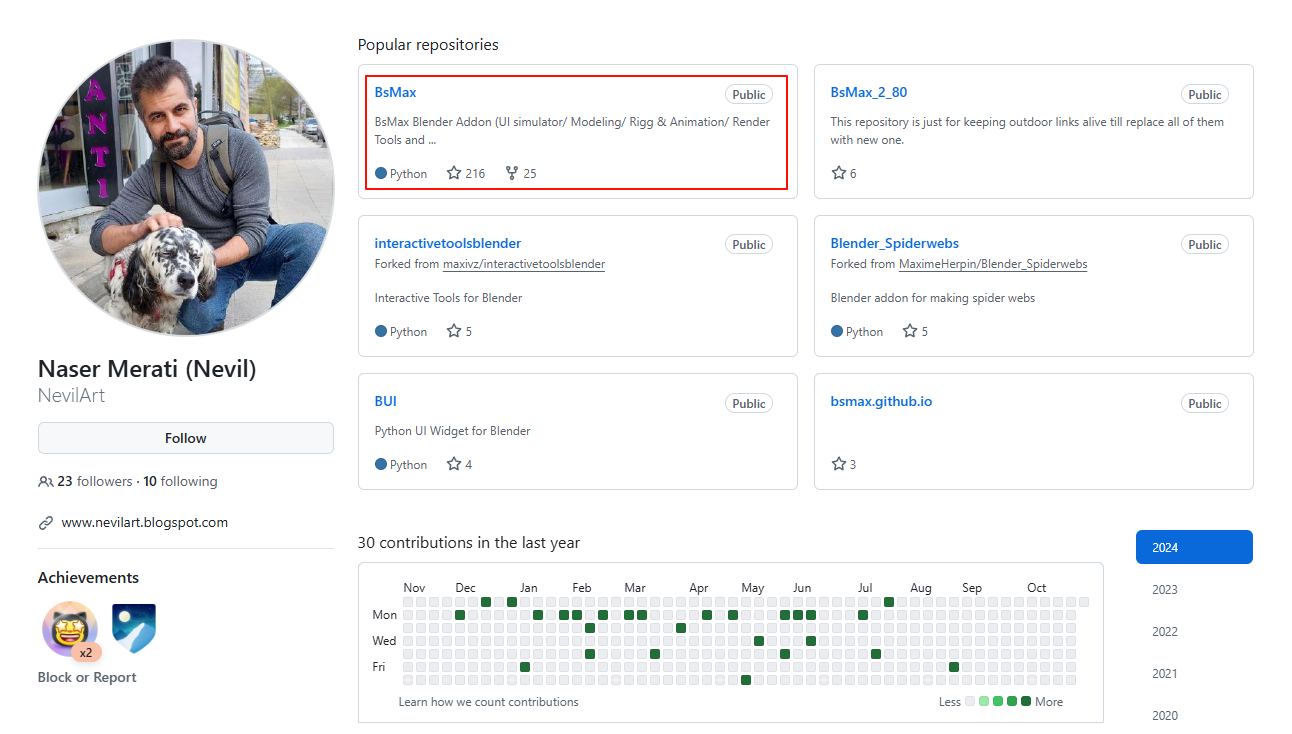 ANTI
Naser Merati (Nevil)
NevilArt
Follow
23 followers · 10 following
www.nevilart.blogspot.com
Achievements
x2
Block or Report
Popular repositories
BsMax
Public
BsMax Blender Addon (UI simulator/ Modeling/ Rigg & Animation/ Render
Tools and ...
Python 216 25
BsMax_2_80
Public
This repository is just for keeping outdoor links alive till replace all of them
with new one.
6
interactivetoolsblender
Public
Forked from maxivz/interactivetoolsblender
Interactive Tools for Blender
Python 5
Blender_Spiderwebs
Public
Forked from MaximeHerpin/Blender_Spiderwebs
Blender addon for making spider webs
Python 5
BUI
Public
Python UI Widget for Blender
Python 4
bsmax.github.io
Public
3
30 contributions in the last year
Nov Dec Jan Feb Mar Apr May Jun Jul Aug Sep Oct
Mon
Wed
Fri
Learn how we count contributions
Less More
2024
2023
2022
2021
2020